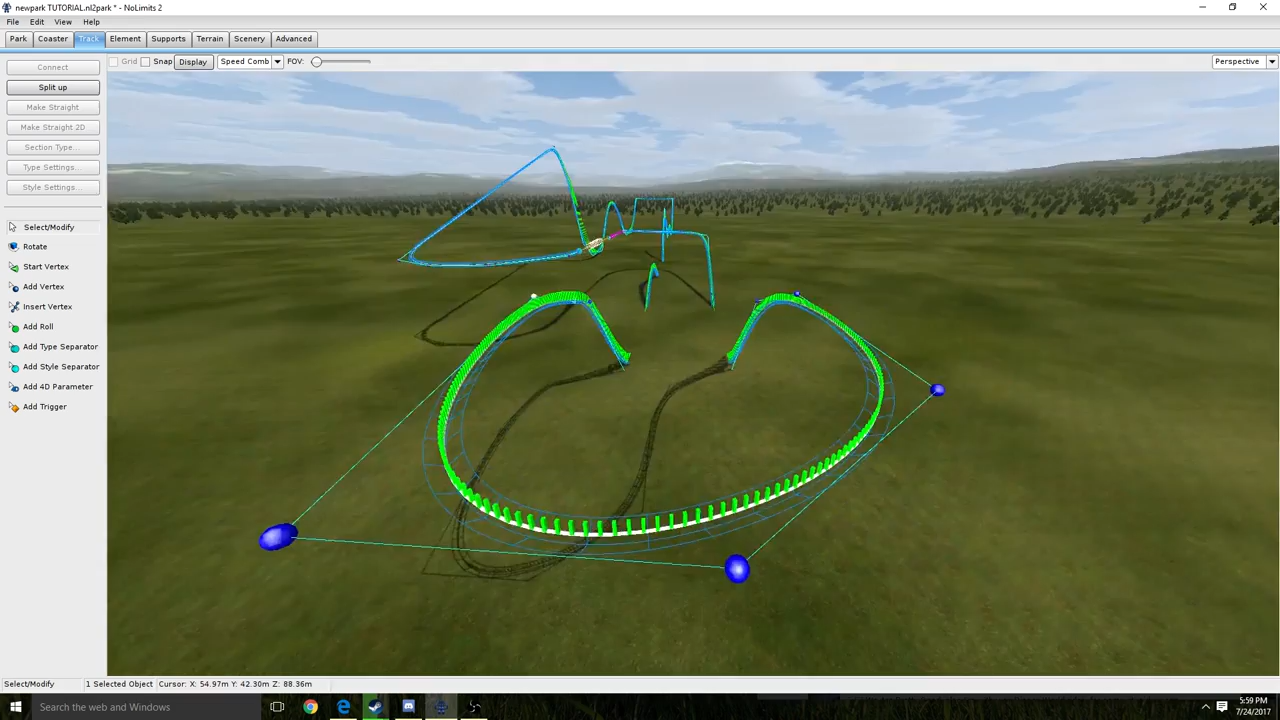 newpark TUTORIAL.nl2park * - NoLimits 2
File Edit View Help
Park Coaster Track Element Supports Terrain Scenery Advanced
Grid Snap Display Speed Comb FOV: Perspective
Connect
Split up
Make Straight
Make Straight 2D
Section Type...
Type Settings...
Style Settings...
Select/Modify
Rotate
Start Vertex
Add Vertex
Insert Vertex
Add Roll
Add Type Separator
Add Style Separator
Add 4D Parameter
Add Trigger
Select/Modify 1 Selected Object Cursor: X: 54.97m Y: 42.30m Z: 88.36m
Search the web and Windows
5:59 PM
7/24/2017